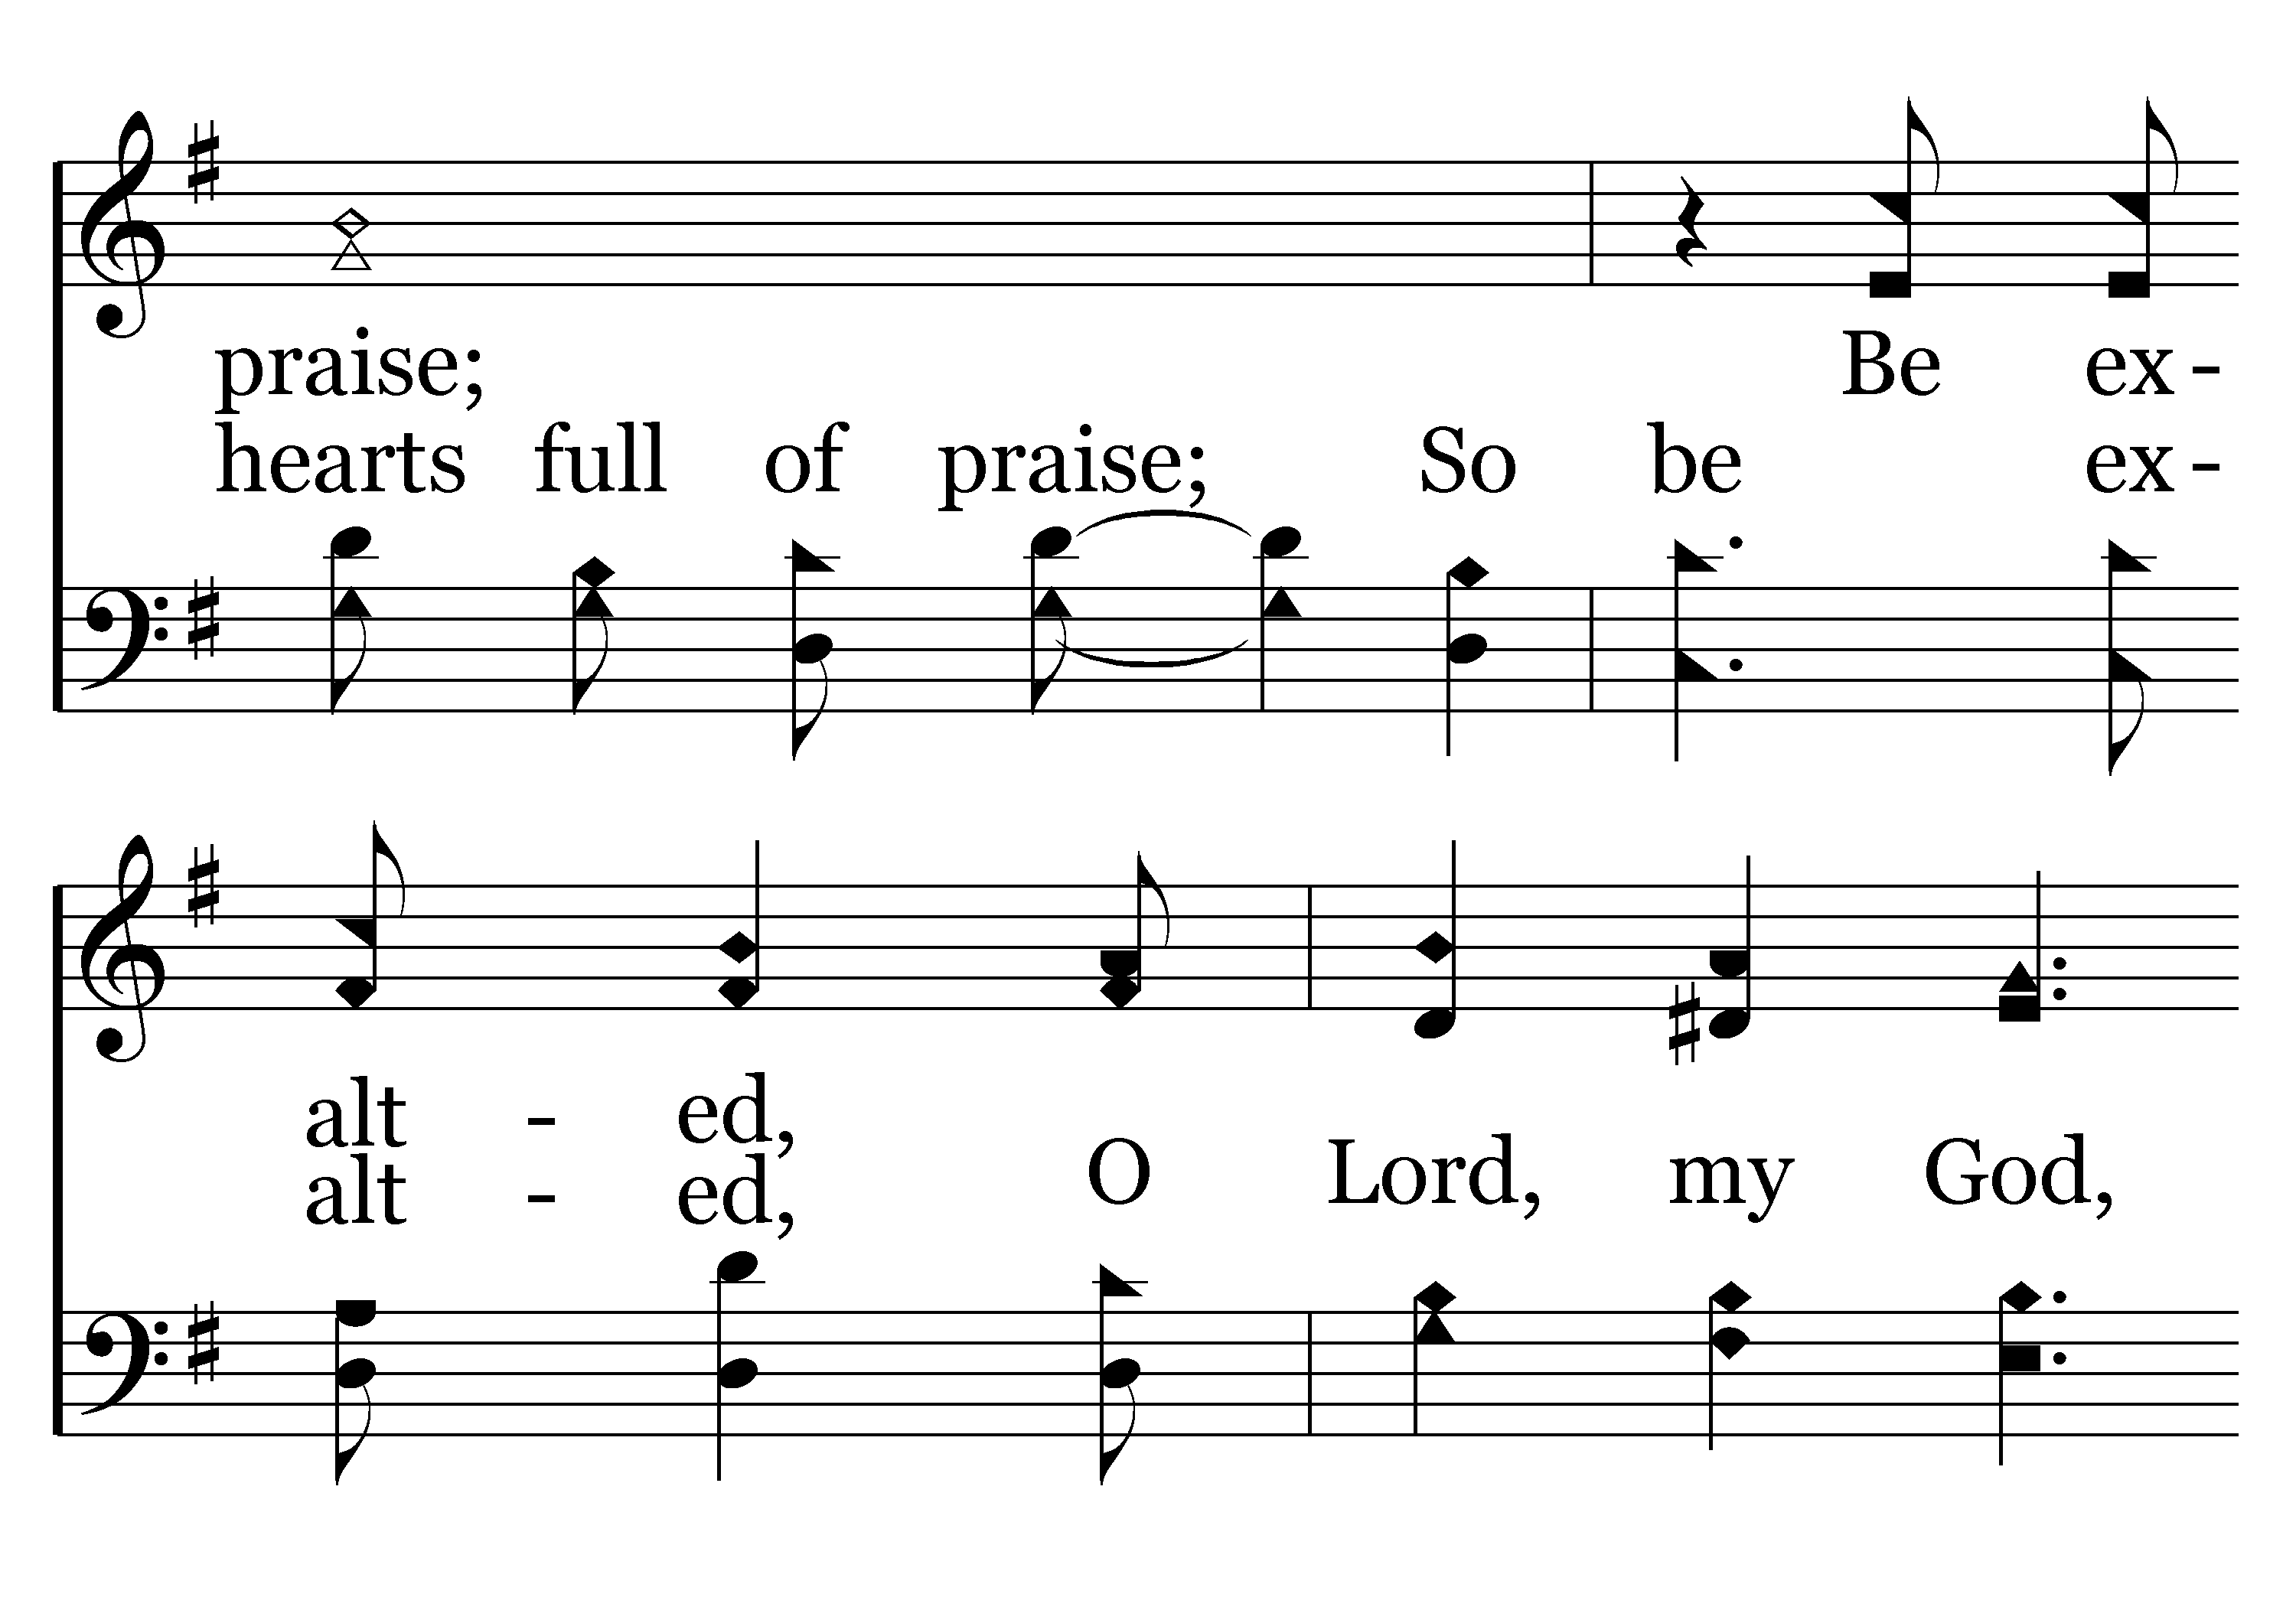 praise; Be ex-
hearts full of praise; So be ex-
alt - ed,
alt - ed, O Lord, my God,